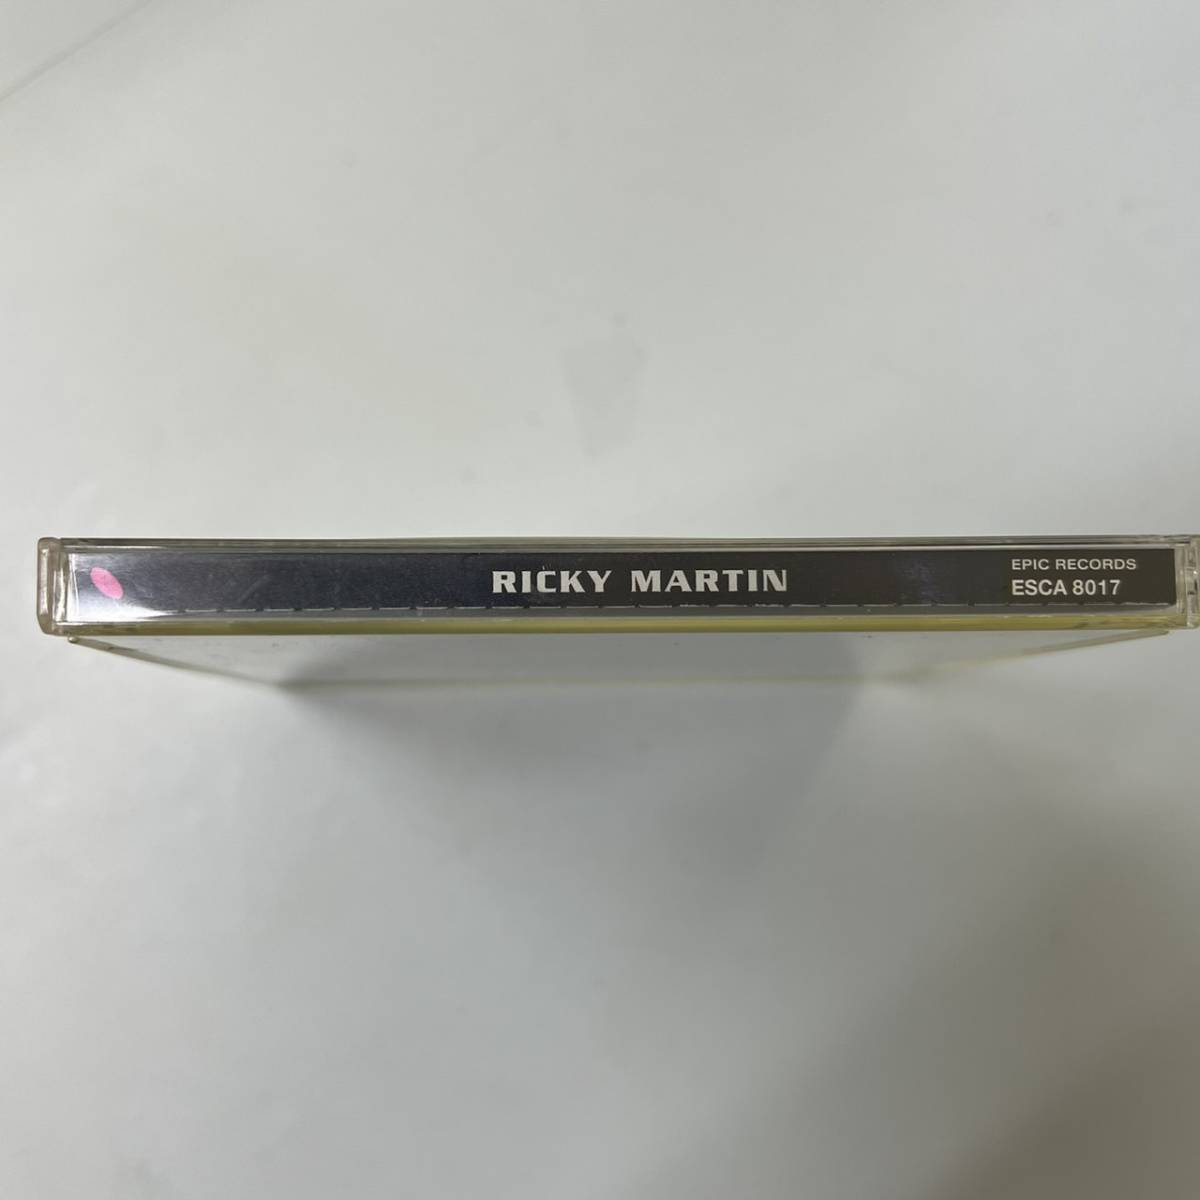 RICKY MARTIN
EPIC RECORDS
ESCA 8017